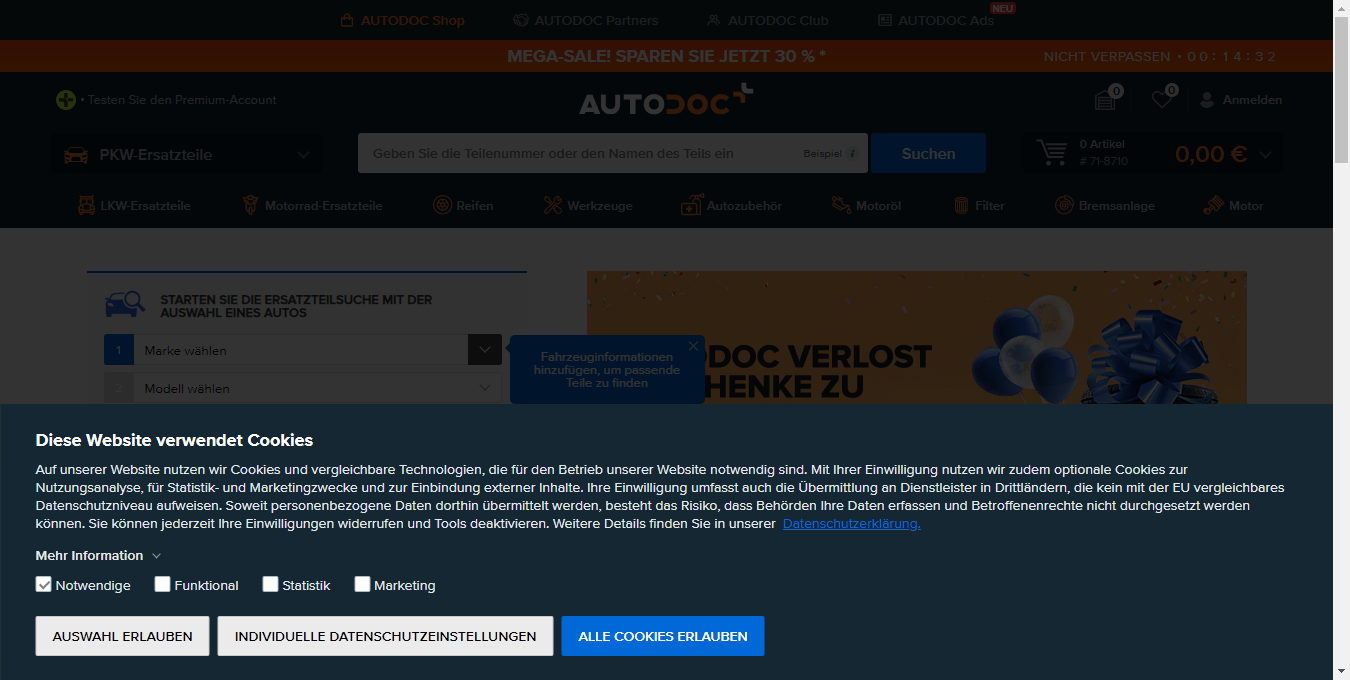 AUTODOC Shop
AUTODOC Partners
AUTODOC Club
AUTODOC Ads
NEU
MEGA-SALE! SPAREN SIE JETZT 30 % *
NICHT VERPASSEN • 00:14:32
• Testen Sie den Premium-Account
AUTODOC
0
0
Anmelden
PKW-Ersatzteile
Geben Sie die Teilenummer oder den Namen des Teils ein
Beispiel i
Suchen
0 Artikel
# 71-8710
0,00 €
LKW-Ersatzteile
Motorrad-Ersatzteile
Reifen
Werkzeuge
Autozubehör
Motoröl
Filter
Bremsanlage
Motor
STARTEN SIE DIE ERSATZTEILSUCHE MIT DER
AUSWAHL EINES AUTOS
1 Marke wählen
2 Modell wählen
Fahrzeuginformationen
hinzufügen, um passende
Teile zu finden
ODOC VERLOST
HENKE ZU
Diese Website verwendet Cookies
Auf unserer Website nutzen wir Cookies und vergleichbare Technologien, die für den Betrieb unserer Website notwendig sind. Mit Ihrer Einwilligung nutzen wir zudem optionale Cookies zur
Nutzungsanalyse, für Statistik- und Marketingzwecke und zur Einbindung externer Inhalte. Ihre Einwilligung umfasst auch die Übermittlung an Dienstleister in Drittländern, die kein mit der EU vergleichbares
Datenschutzniveau aufweisen. Soweit personenbezogene Daten dorthin übermittelt werden, besteht das Risiko, dass Behörden Ihre Daten erfassen und Betroffenenrechte nicht durchgesetzt werden
können. Sie können jederzeit Ihre Einwilligungen widerrufen und Tools deaktivieren. Weitere Details finden Sie in unserer Datenschutzerklärung.
Mehr Information
Notwendige
Funktional
Statistik
Marketing
AUSWAHL ERLAUBEN
INDIVIDUELLE DATENSCHUTZEINSTELLUNGEN
ALLE COOKIES ERLAUBEN